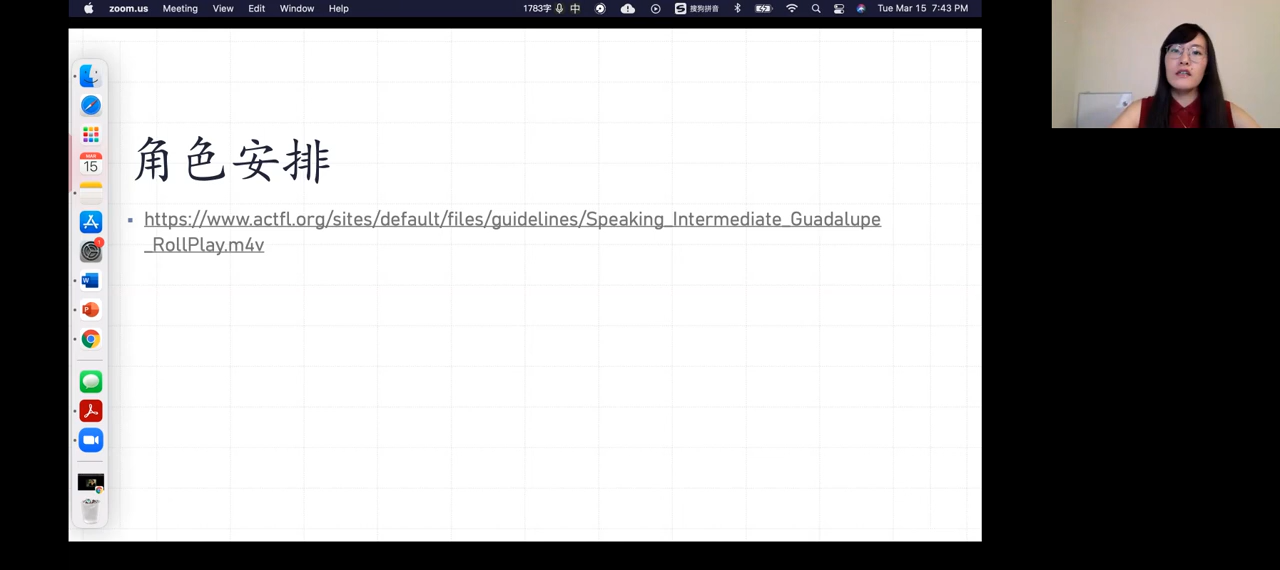 zoom.us Meeting View Edit Window Help 1783字 中 S 搜狗拼音 Tue Mar 15 7:43 PM
角色安排
https://www.actfl.org/sites/default/files/guidelines/Speaking_Intermediate_Guadalupe
_RollPlay.m4v
MAR
15
1
W
P